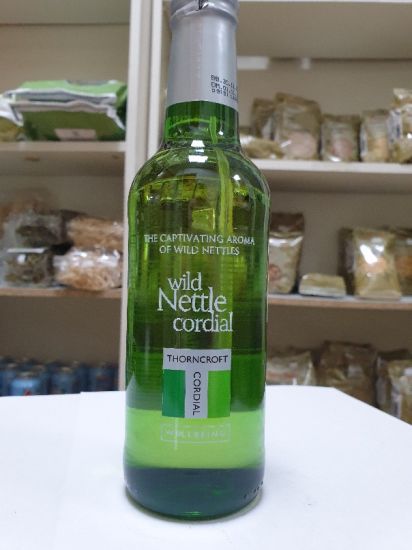 THE CAPTIVATING AROMA
OF WILD NETTLES
wild
Nettle
cordial
THORNCROFT
CORDIAL
WELLBEING